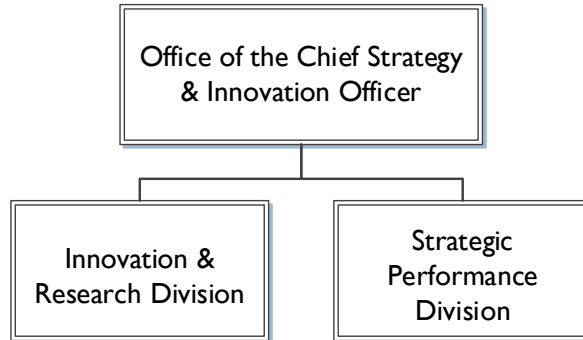 Office of the Chief Strategy
& Innovation Officer
Innovation &
Research Division
Strategic
Performance
Division